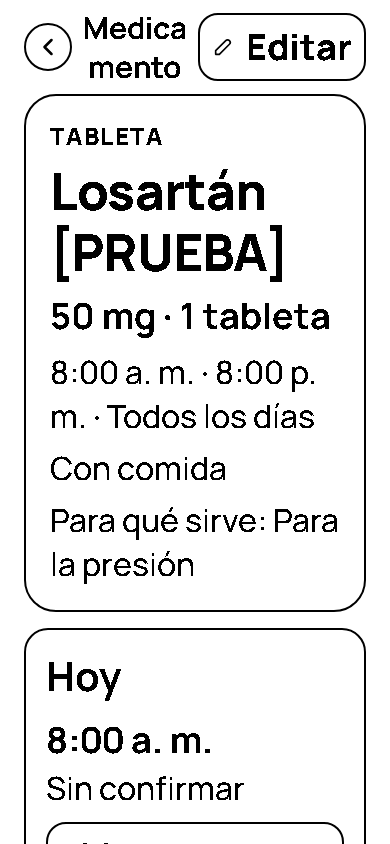 Medica
mento
Editar
TABLETA
Losartán
[PRUEBA]
50 mg · 1 tableta
8:00 a. m. · 8:00 p.
m. · Todos los días
Con comida
Para qué sirve: Para
la presión
Hoy
8:00 a. m.
Sin confirmar